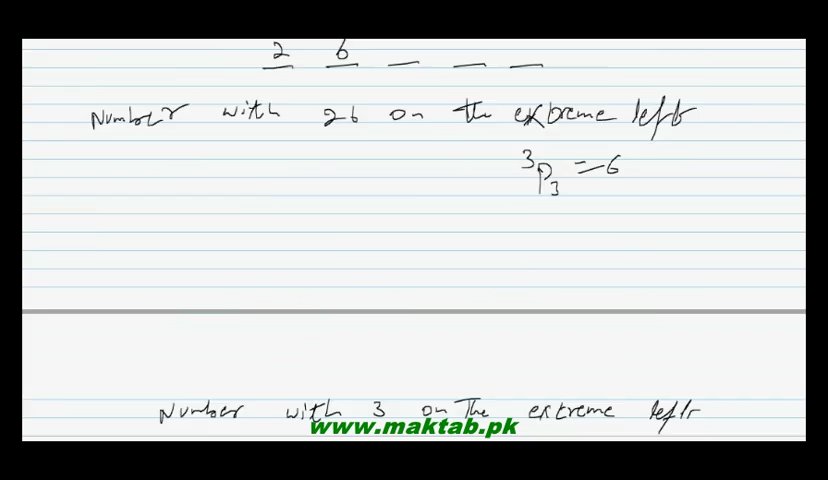 2 6 _ _ _
Number with 26 on the extreme left
³P₃ = 6
Number with 3 on The extreme left
www.maktab.pk